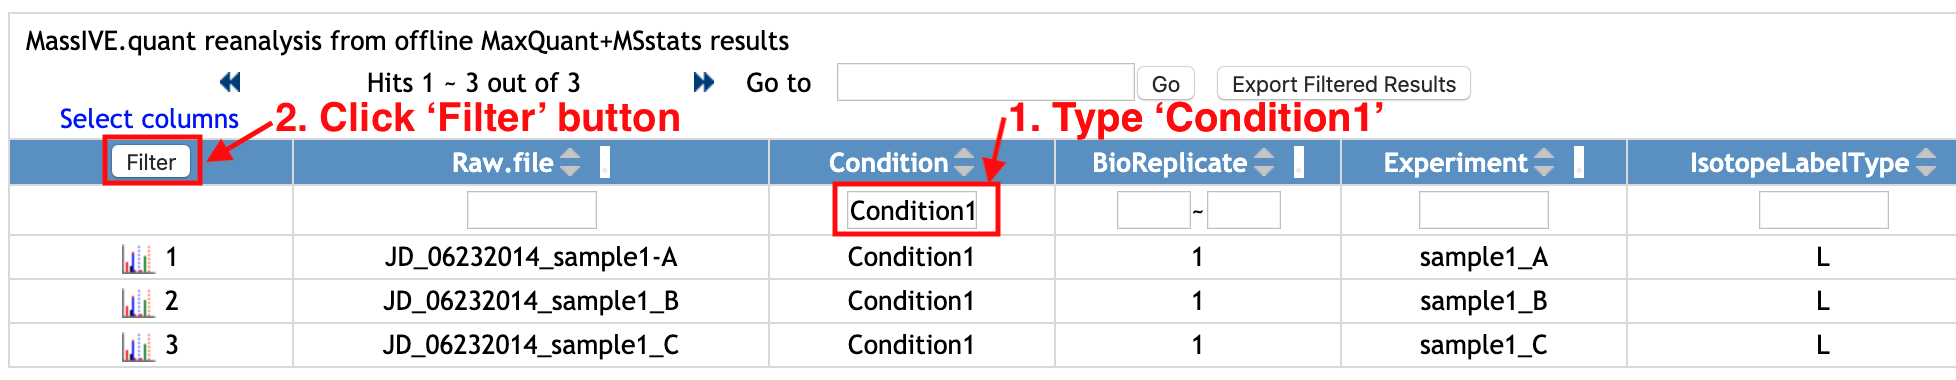 MassIVE.quant reanalysis from offline MaxQuant+MSstats results
Hits 1 ~ 3 out of 3 Go to Go Export Filtered Results
Select columns 2. Click ‘Filter’ button 1. Type ‘Condition1’
Filter Raw.file Condition BioReplicate Experiment IsotopeLabelType
Condition1 ~
1 JD_06232014_sample1-A Condition1 1 sample1_A L
2 JD_06232014_sample1_B Condition1 1 sample1_B L
3 JD_06232014_sample1_C Condition1 1 sample1_C L